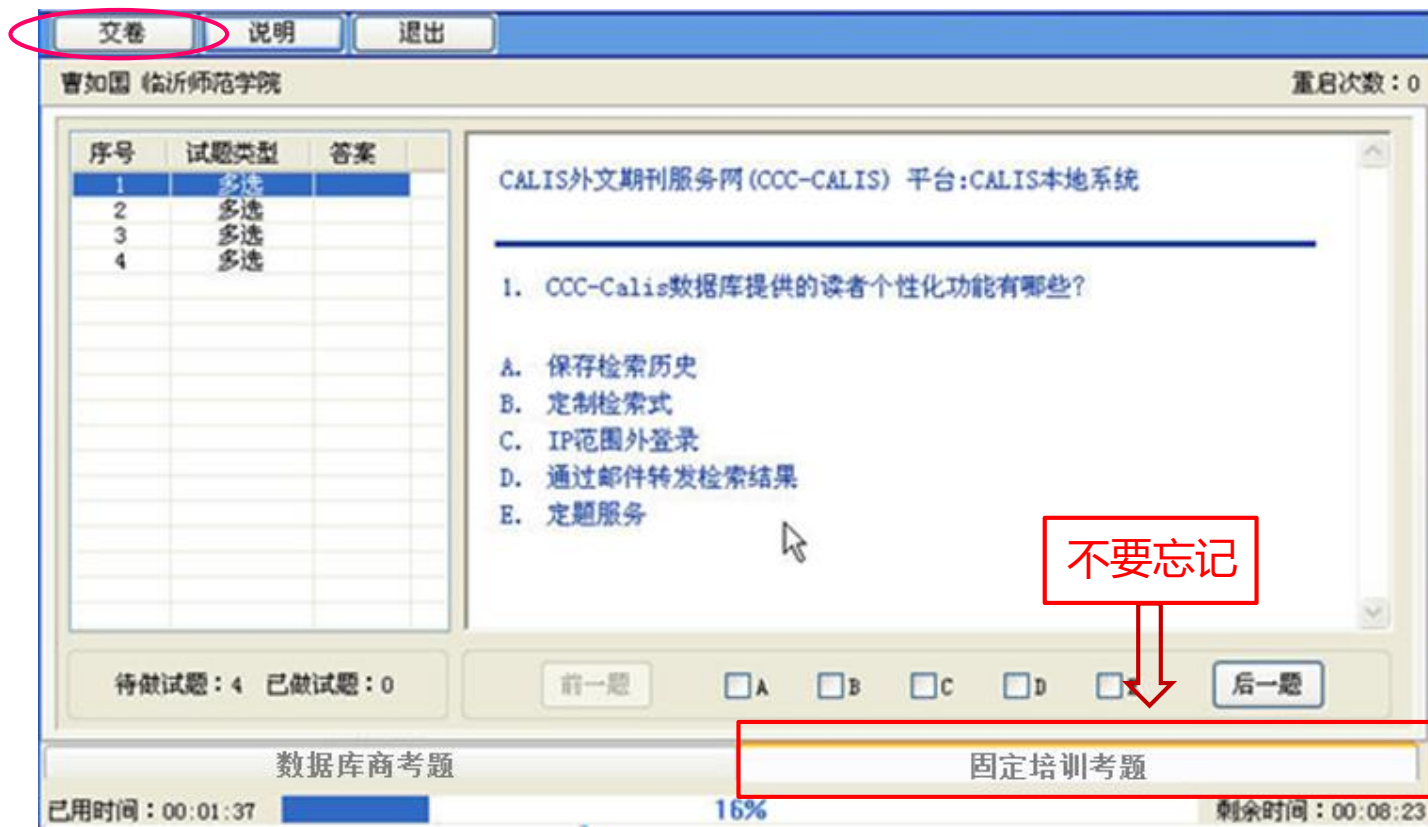 交卷 说明 退出
曹如国 临沂师范学院 重启次数：0
序号 试题类型 答案
1 多选
2 多选
3 多选
4 多选
CALIS外文期刊服务网(CCC-CALIS) 平台:CALIS本地系统
1. CCC-Calis数据库提供的读者个性化功能有哪些?
A. 保存检索历史
B. 定制检索式
C. IP范围外登录
D. 通过邮件转发检索结果
E. 定题服务
不要忘记
待做试题：4 已做试题：0
前一题 A B C D 后一题
数据库商考题 固定培训考题
已用时间：00:01:37 16% 剩余时间：00:08:23